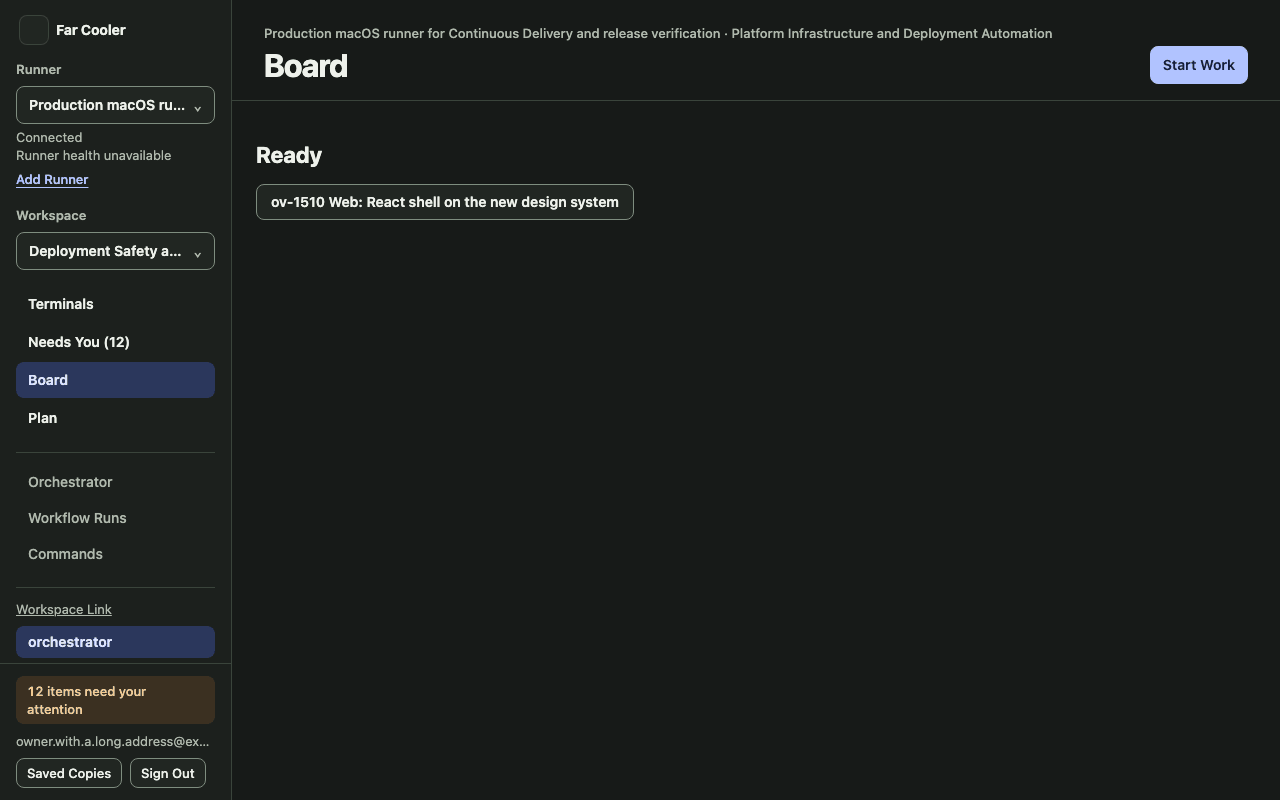 Far Cooler
Runner
Production macOS ru...
Connected
Runner health unavailable
Add Runner
Workspace
Deployment Safety a...
Terminals
Needs You (12)
Board
Plan
Orchestrator
Workflow Runs
Commands
Workspace Link
orchestrator
12 items need your
attention
owner.with.a.long.address@ex...
Saved Copies
Sign Out
Production macOS runner for Continuous Delivery and release verification · Platform Infrastructure and Deployment Automation
Board
Start Work
Ready
ov-1510 Web: React shell on the new design system